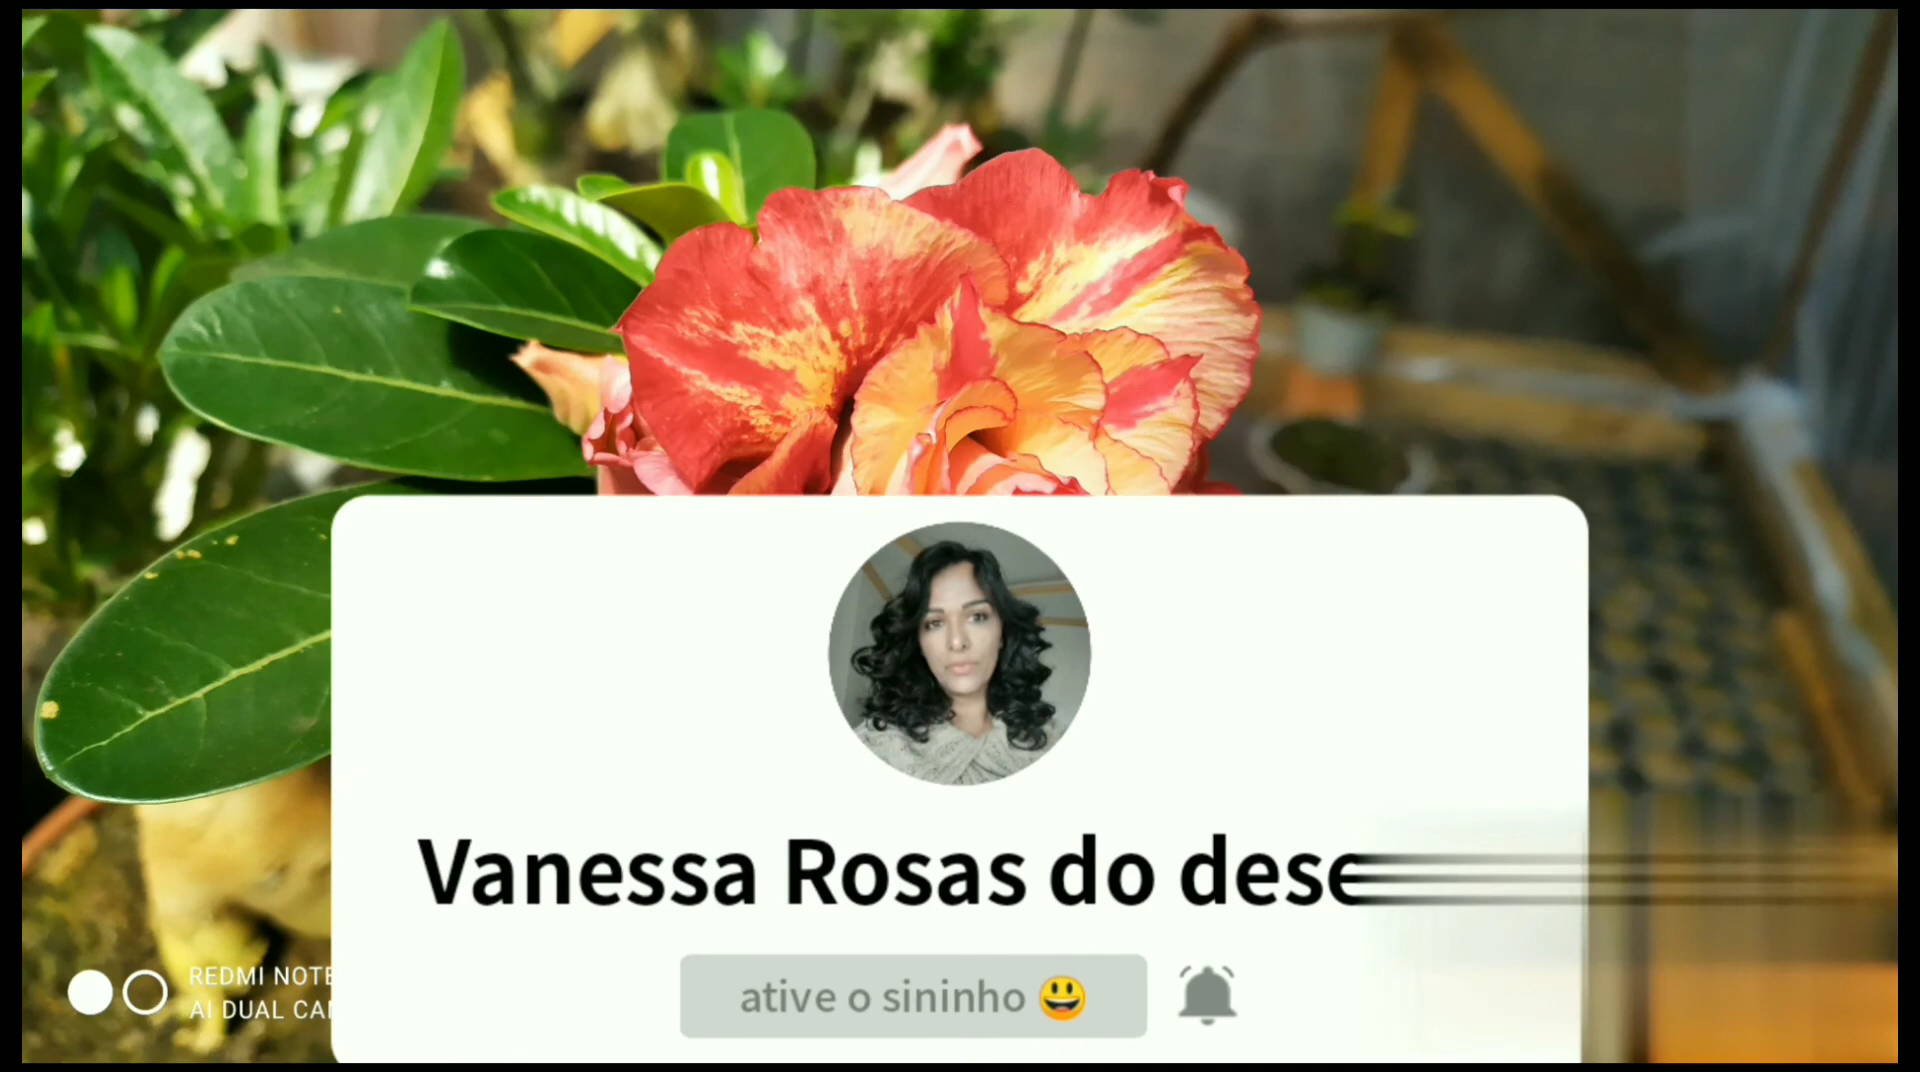 Vanessa Rosas do dese
ative o sininho 😃
REDMI NOTE
AI DUAL CA